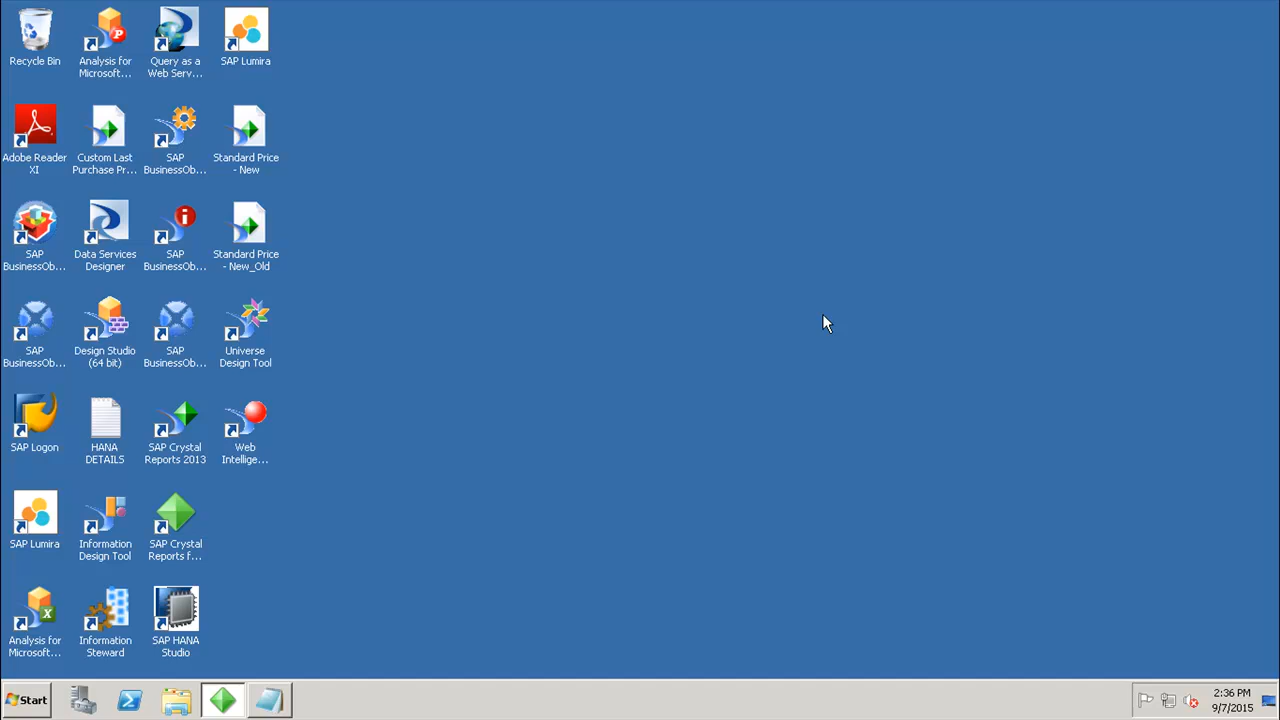 Recycle Bin
Analysis for
Microsoft...
Query as a
Web Serv...
SAP Lumira
Adobe Reader
XI
Custom Last
Purchase Pr...
SAP
BusinessOb...
Standard Price
- New
SAP
BusinessOb...
Data Services
Designer
SAP
BusinessOb...
Standard Price
- New_Old
SAP
BusinessOb...
Design Studio
(64 bit)
SAP
BusinessOb...
Universe
Design Tool
SAP Logon
HANA
DETAILS
SAP Crystal
Reports 2013
Web
Intellige...
SAP Lumira
Information
Design Tool
SAP Crystal
Reports f...
Analysis for
Microsoft...
Information
Steward
SAP HANA
Studio
Start
2:36 PM
9/7/2015